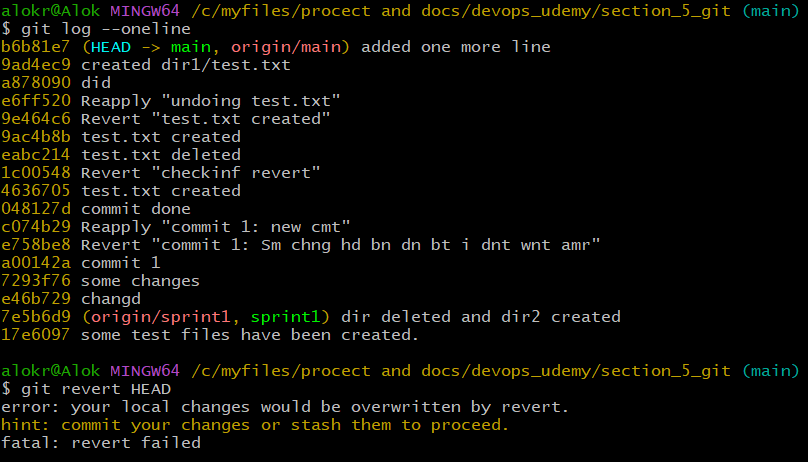 alokr@Alok MINGW64 /c/myfiles/procect and docs/devops_udemy/section_5_git (main)
$ git log --oneline
b6b81e7 (HEAD -> main, origin/main) added one more line
9ad4ec9 created dir1/test.txt
a878090 did
e6ff520 Reapply "undoing test.txt"
9e464c6 Revert "test.txt created"
9ac4b8b test.txt created
eabc214 test.txt deleted
1c00548 Revert "checkinf revert"
4636705 test.txt created
048127d commit done
c074b29 Reapply "commit 1: new cmt"
e758be8 Revert "commit 1: Sm chng hd bn dn bt i dnt wnt amr"
a00142a commit 1
7293f76 some changes
e46b729 changd
7e5b6d9 (origin/sprint1, sprint1) dir deleted and dir2 created
17e6097 some test files have been created.
alokr@Alok MINGW64 /c/myfiles/procect and docs/devops_udemy/section_5_git (main)
$ git revert HEAD
error: your local changes would be overwritten by revert.
hint: commit your changes or stash them to proceed.
fatal: revert failed